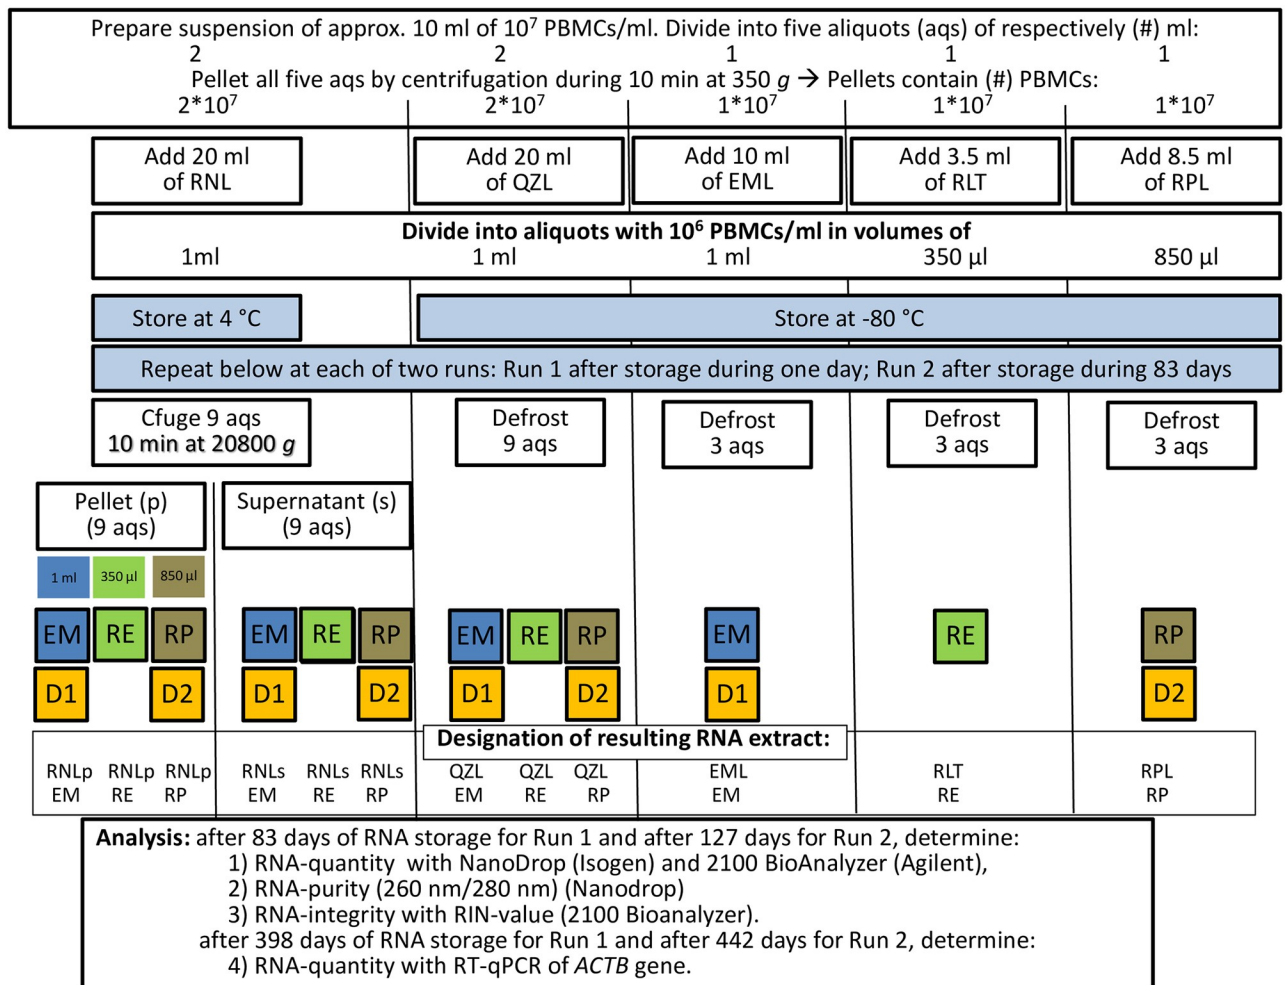 Prepare suspension of approx. 10 ml of 10⁷ PBMCs/ml. Divide into five aliquots (aqs) of respectively (#) ml:
2 2 1 1 1
Pellet all five aqs by centrifugation during 10 min at 350 g → Pellets contain (#) PBMCs:
2*10⁷ 2*10⁷ 1*10⁷ 1*10⁷ 1*10⁷
Add 20 ml
of RNL
Add 20 ml
of QZL
Add 10 ml
of EML
Add 3.5 ml
of RLT
Add 8.5 ml
of RPL
Divide into aliquots with 10⁶ PBMCs/ml in volumes of
1ml 1 ml 1 ml 350 µl 850 µl
Store at 4 °C
Store at -80 °C
Repeat below at each of two runs: Run 1 after storage during one day; Run 2 after storage during 83 days
Cfuge 9 aqs
10 min at 20800 g
Defrost
9 aqs
Defrost
3 aqs
Defrost
3 aqs
Defrost
3 aqs
Pellet (p)
(9 aqs)
Supernatant (s)
(9 aqs)
1 ml 350 µl 850 µl
EM RE RP EM RE RP EM RE RP EM RE RP
D1 D2 D1 D2 D1 D2 D1 D2
Designation of resulting RNA extract:
RNLp RNLp RNLp RNLs RNLs RNLs QZL QZL QZL EML RLT RPL
EM RE RP EM RE RP EM RE RP EM RE RP
Analysis: after 83 days of RNA storage for Run 1 and after 127 days for Run 2, determine:
1) RNA-quantity with NanoDrop (Isogen) and 2100 BioAnalyzer (Agilent),
2) RNA-purity (260 nm/280 nm) (Nanodrop)
3) RNA-integrity with RIN-value (2100 Bioanalyzer).
after 398 days of RNA storage for Run 1 and after 442 days for Run 2, determine:
4) RNA-quantity with RT-qPCR of ACTB gene.